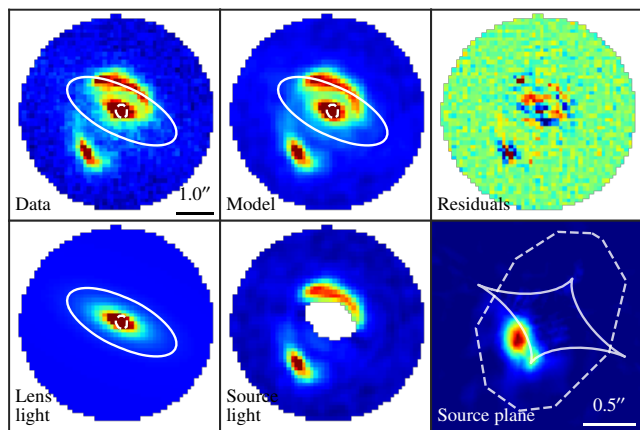 Data
1.0″
Model
Residuals
Lens
light
Source
light
Source plane
0.5″